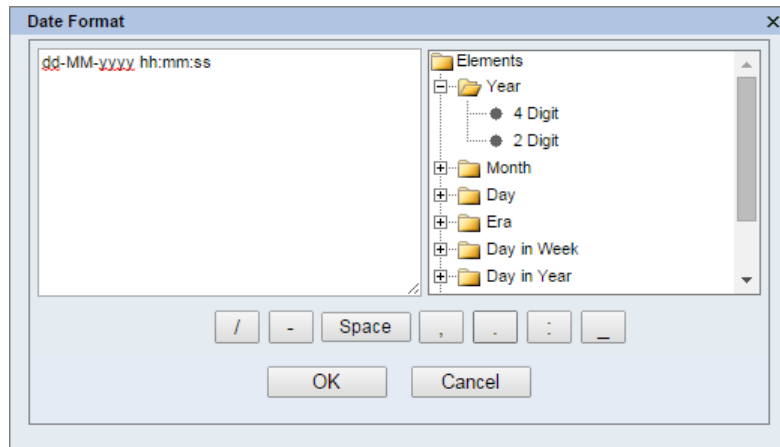 Date Format
dd-MM-yyyy hh:mm:ss
Elements
Year
4 Digit
2 Digit
Month
Day
Era
Day in Week
Day in Year
/ - Space , . : _
OK Cancel